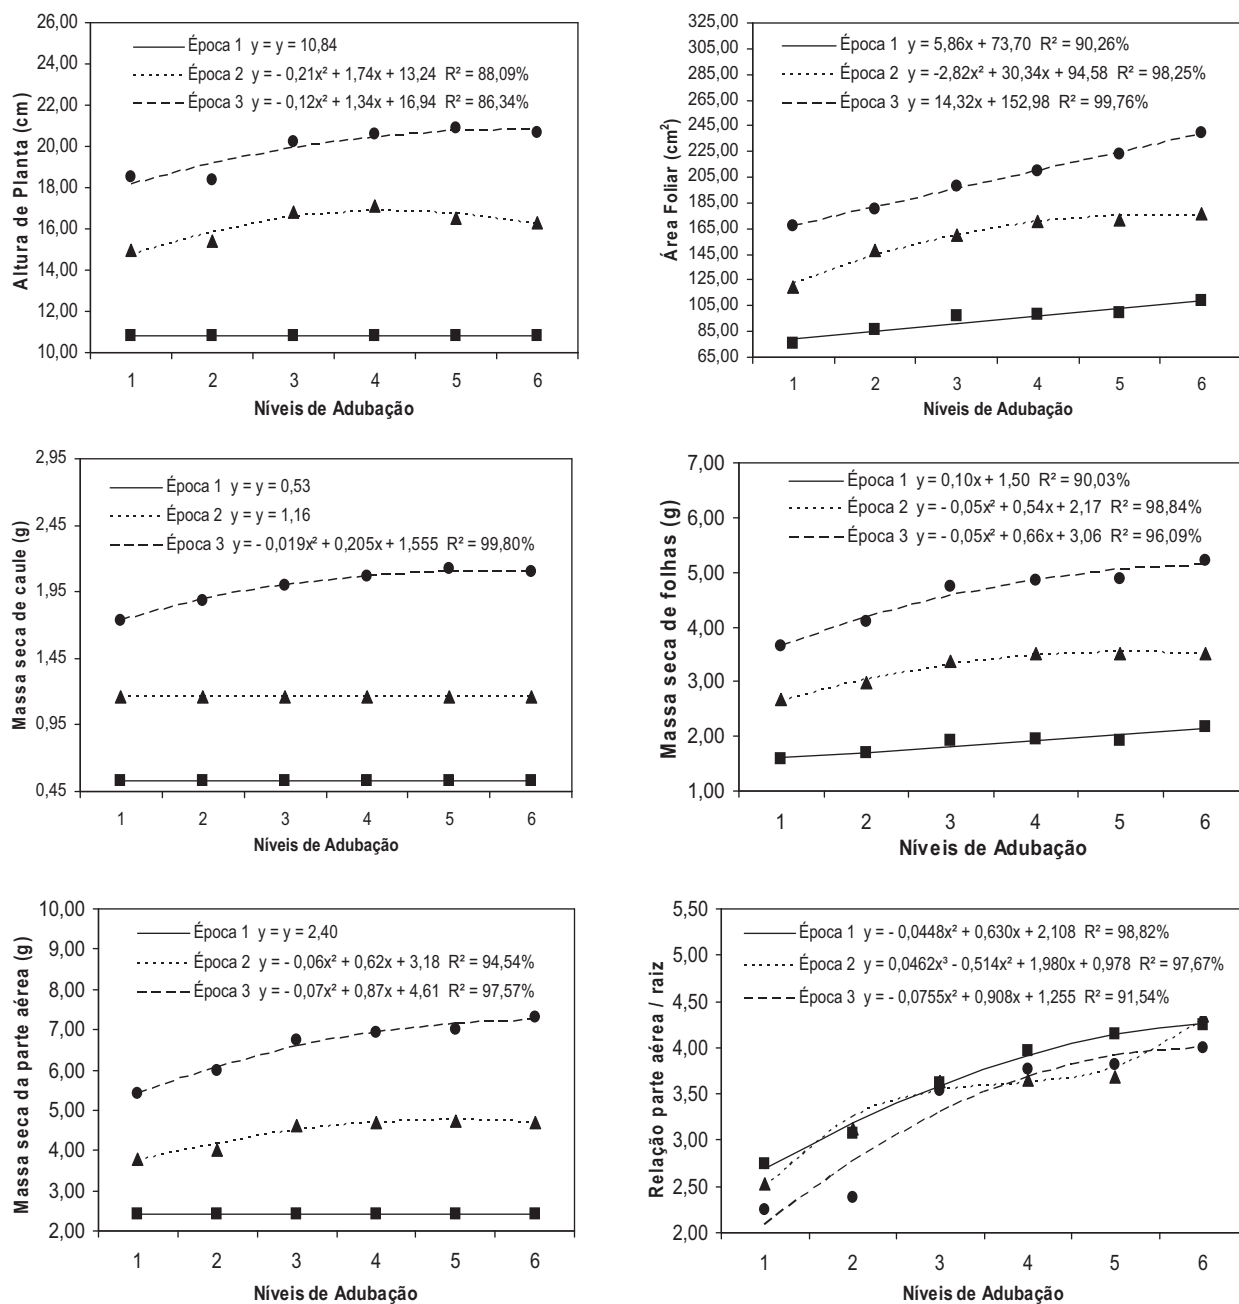 Altura de Planta (cm)
26,00
24,00
22,00
20,00
18,00
16,00
14,00
12,00
10,00
Época 1 y = y = 10,84
Época 2 y = - 0,21x² + 1,74x + 13,24 R² = 88,09%
Época 3 y = - 0,12x² + 1,34x + 16,94 R² = 86,34%
1 2 3 4 5 6
Níveis de Adubação
Área Foliar (cm²)
325,00
305,00
285,00
265,00
245,00
225,00
205,00
185,00
165,00
145,00
125,00
105,00
85,00
65,00
Época 1 y = 5,86x + 73,70 R² = 90,26%
Época 2 y = -2,82x² + 30,34x + 94,58 R² = 98,25%
Época 3 y = 14,32x + 152,98 R² = 99,76%
1 2 3 4 5 6
Níveis de Adubação
Massa seca de caule (g)
2,95
2,45
1,95
1,45
0,95
0,45
Época 1 y = y = 0,53
Época 2 y = y = 1,16
Época 3 y = - 0,019x² + 0,205x + 1,555 R² = 99,80%
1 2 3 4 5 6
Níveis de Adubação
Massa seca de folhas (g)
7,00
6,00
5,00
4,00
3,00
2,00
1,00
Época 1 y = 0,10x + 1,50 R² = 90,03%
Época 2 y = - 0,05x² + 0,54x + 2,17 R² = 98,84%
Época 3 y = - 0,05x² + 0,66x + 3,06 R² = 96,09%
1 2 3 4 5 6
Níveis de Adubação
Massa seca da parte aérea (g)
10,00
9,00
8,00
7,00
6,00
5,00
4,00
3,00
2,00
Época 1 y = y = 2,40
Época 2 y = - 0,06x² + 0,62x + 3,18 R² = 94,54%
Época 3 y = - 0,07x² + 0,87x + 4,61 R² = 97,57%
1 2 3 4 5 6
Níveis de Adubação
Relação parte aérea / raiz
5,50
5,00
4,50
4,00
3,50
3,00
2,50
2,00
Época 1 y = - 0,0448x² + 0,630x + 2,108 R² = 98,82%
Época 2 y = 0,0462x³ - 0,514x² + 1,980x + 0,978 R² = 97,67%
Época 3 y = - 0,0755x² + 0,908x + 1,255 R² = 91,54%
1 2 3 4 5 6
Níveis de Adubação